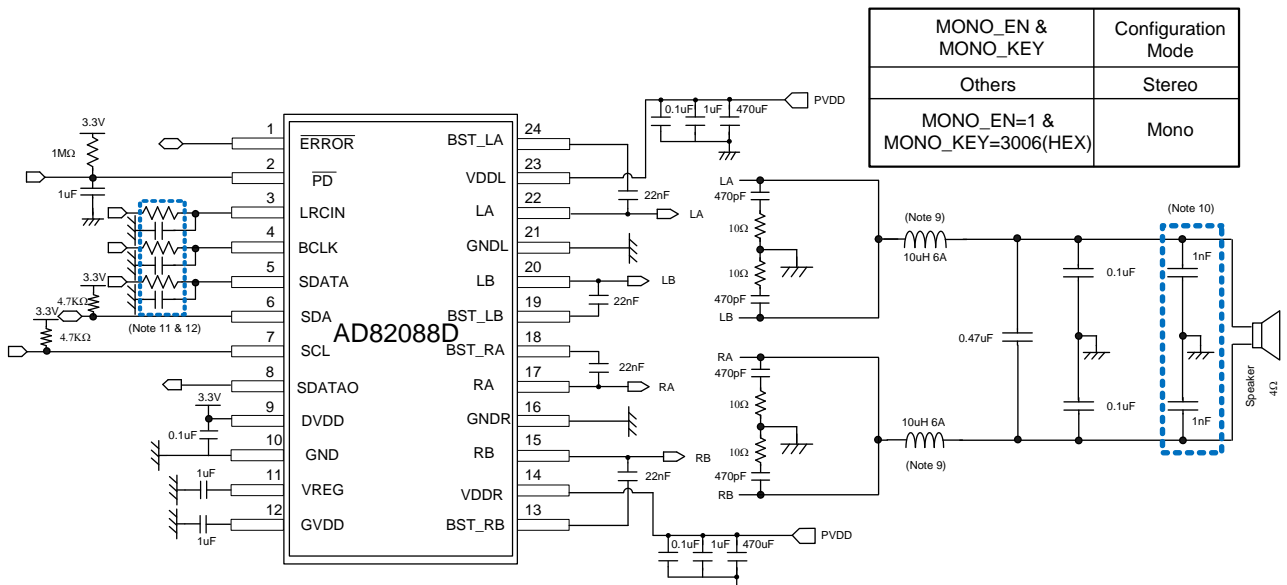 MONO_EN &
MONO_KEY
Configuration
Mode
Others
Stereo
MONO_EN=1 &
MONO_KEY=3006(HEX)
Mono
3.3V
1MΩ
1uF
3.3V
4.7KΩ
3.3V
4.7KΩ
(Note 11 & 12)
3.3V
0.1uF
1uF
1uF
1
ERROR
2
PD
3
LRCIN
4
BCLK
5
SDATA
6
SDA
7
SCL
8
SDATAO
9
DVDD
10
GND
11
VREG
12
GVDD
AD82088D
24
BST_LA
23
VDDL
22
LA
21
GNDL
20
LB
19
BST_LB
18
BST_RA
17
RA
16
GNDR
15
RB
14
VDDR
13
BST_RB
0.1uF
1uF
470uF
PVDD
22nF
LA
LB
22nF
22nF
RA
RB
22nF
0.1uF
1uF
470uF
PVDD
LA
470pF
10Ω
10Ω
470pF
LB
RA
470pF
10Ω
10Ω
470pF
RB
(Note 9)
10uH 6A
10uH 6A
(Note 9)
0.47uF
0.1uF
0.1uF
(Note 10)
1nF
1nF
Speaker
4Ω